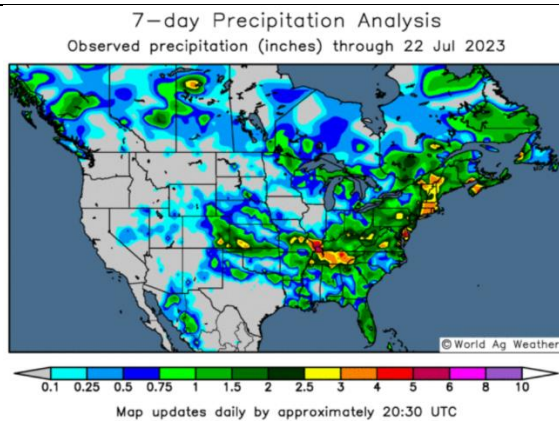 7-day Precipitation Analysis
Observed precipitation (inches) through 22 Jul 2023
© World Ag Weather
0.1 0.25 0.5 0.75 1 1.5 2 2.5 3 4 5 6 8 10
Map updates daily by approximately 20:30 UTC